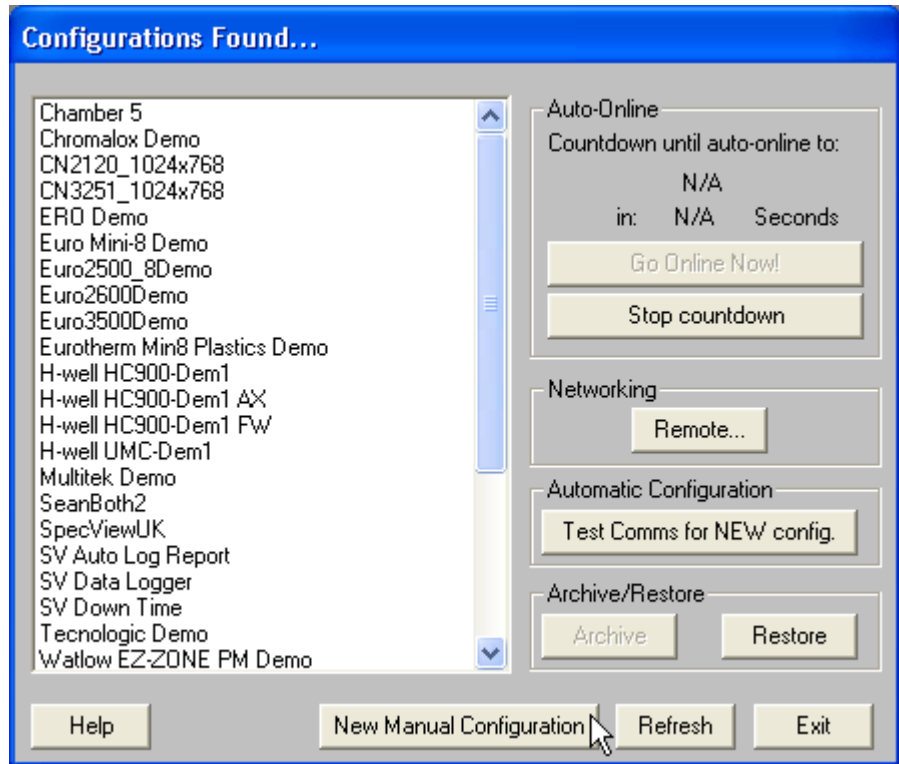 Configurations Found...
Chamber 5
Chromalox Demo
CN2120_1024x768
CN3251_1024x768
ERO Demo
Euro Mini-8 Demo
Euro2500_8Demo
Euro2600Demo
Euro3500Demo
Eurotherm Min8 Plastics Demo
H-well HC900-Dem1
H-well HC900-Dem1 AX
H-well HC900-Dem1 FW
H-well UMC-Dem1
Multitek Demo
SeanBoth2
SpecViewUK
SV Auto Log Report
SV Data Logger
SV Down Time
Tecnologic Demo
Watlow EZ-ZONE PM Demo
Auto-Online
Countdown until auto-online to:
N/A
in: N/A Seconds
Go Online Now!
Stop countdown
Networking
Remote...
Automatic Configuration
Test Comms for NEW config.
Archive/Restore
Archive Restore
Help New Manual Configuration Refresh Exit